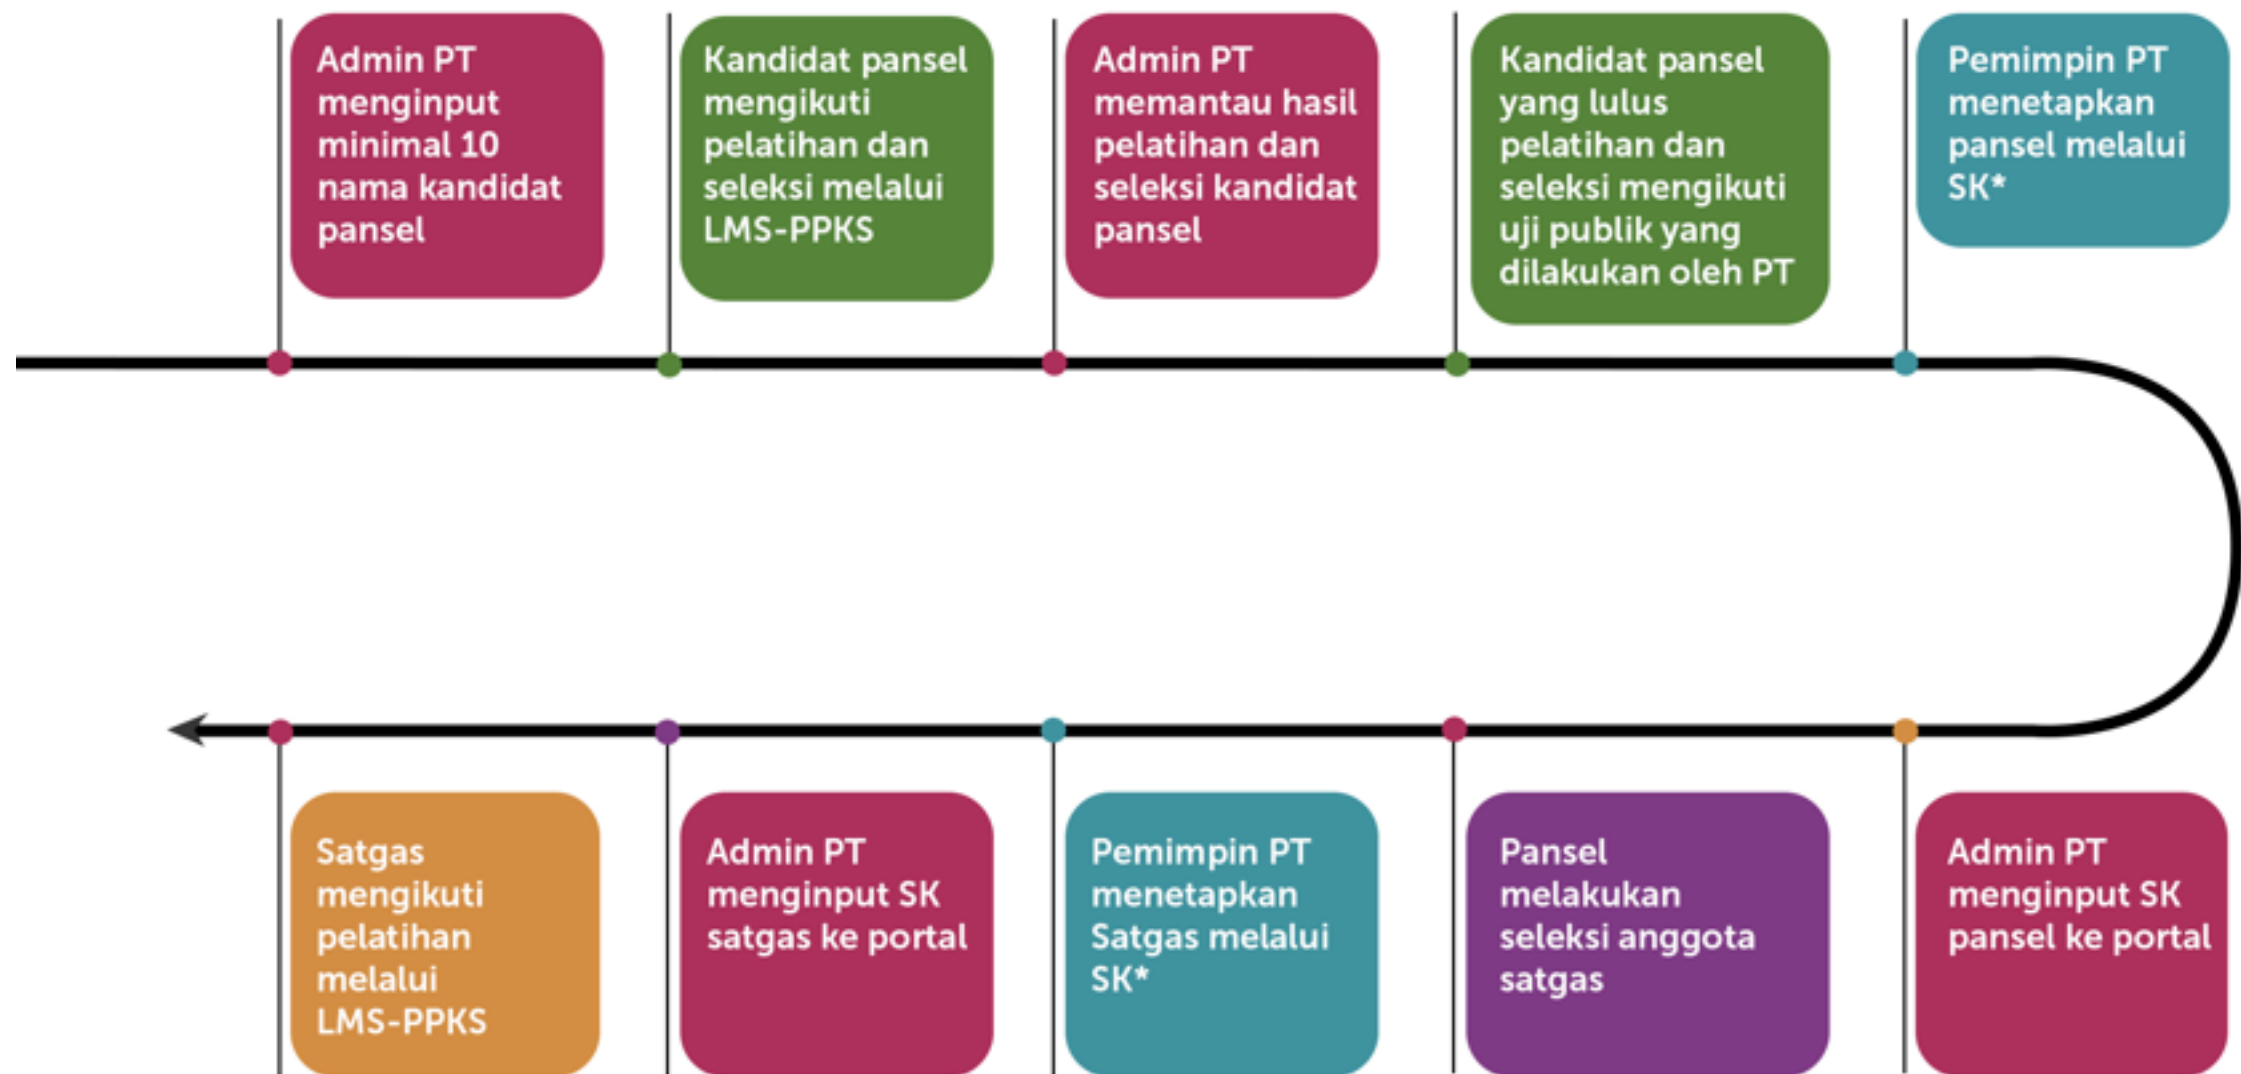 Admin PT
menginput
minimal 10
nama kandidat
pansel
Kandidat pansel
mengikuti
pelatihan dan
seleksi melalui
LMS-PPKS
Admin PT
memantau hasil
pelatihan dan
seleksi kandidat
pansel
Kandidat pansel
yang lulus
pelatihan dan
seleksi mengikuti
uji publik yang
dilakukan oleh PT
Pemimpin PT
menetapkan
pansel melalui
SK*
Admin PT
menginput SK
pansel ke portal
Pansel
melakukan
seleksi anggota
satgas
Pemimpin PT
menetapkan
Satgas melalui
SK*
Admin PT
menginput SK
satgas ke portal
Satgas
mengikuti
pelatihan
melalui
LMS-PPKS